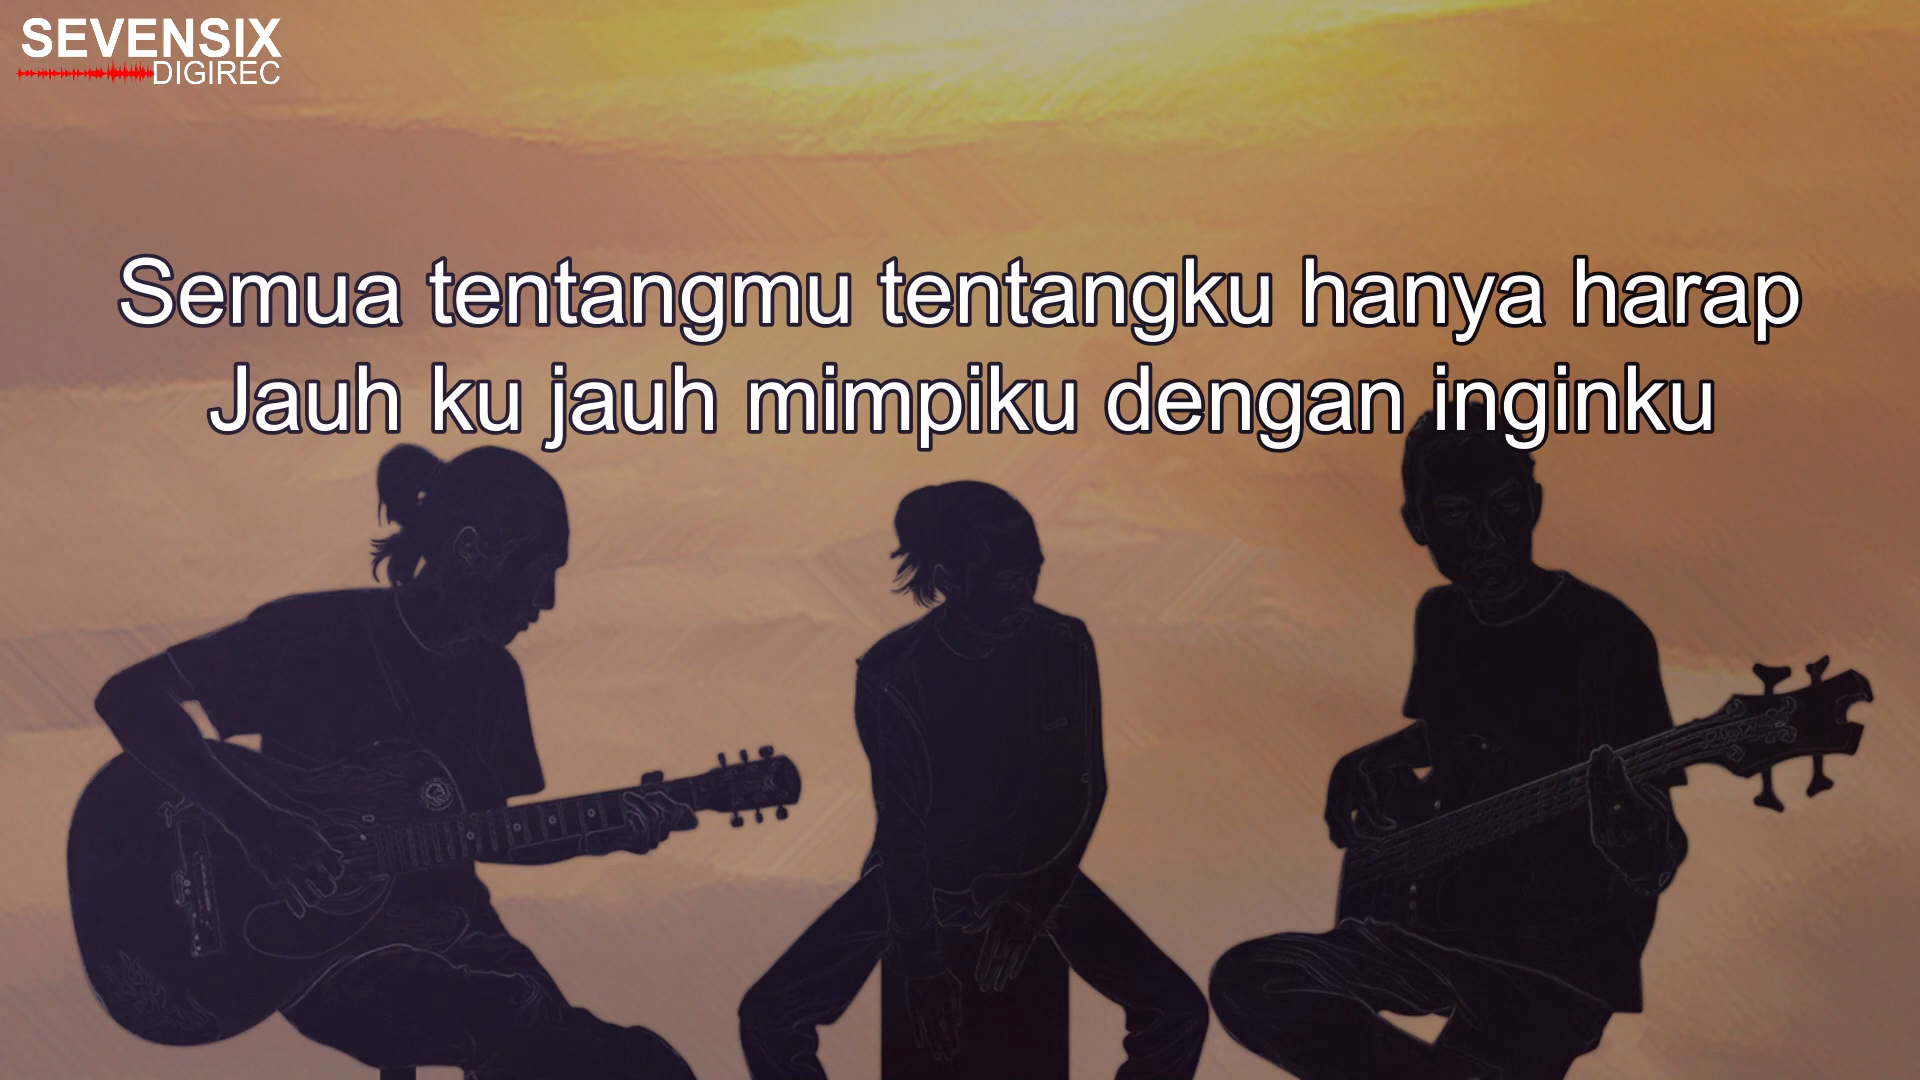 SEVENSIX
DIGIREC
Semua tentangmu tentangku hanya harap
Jauh ku jauh mimpiku dengan inginku